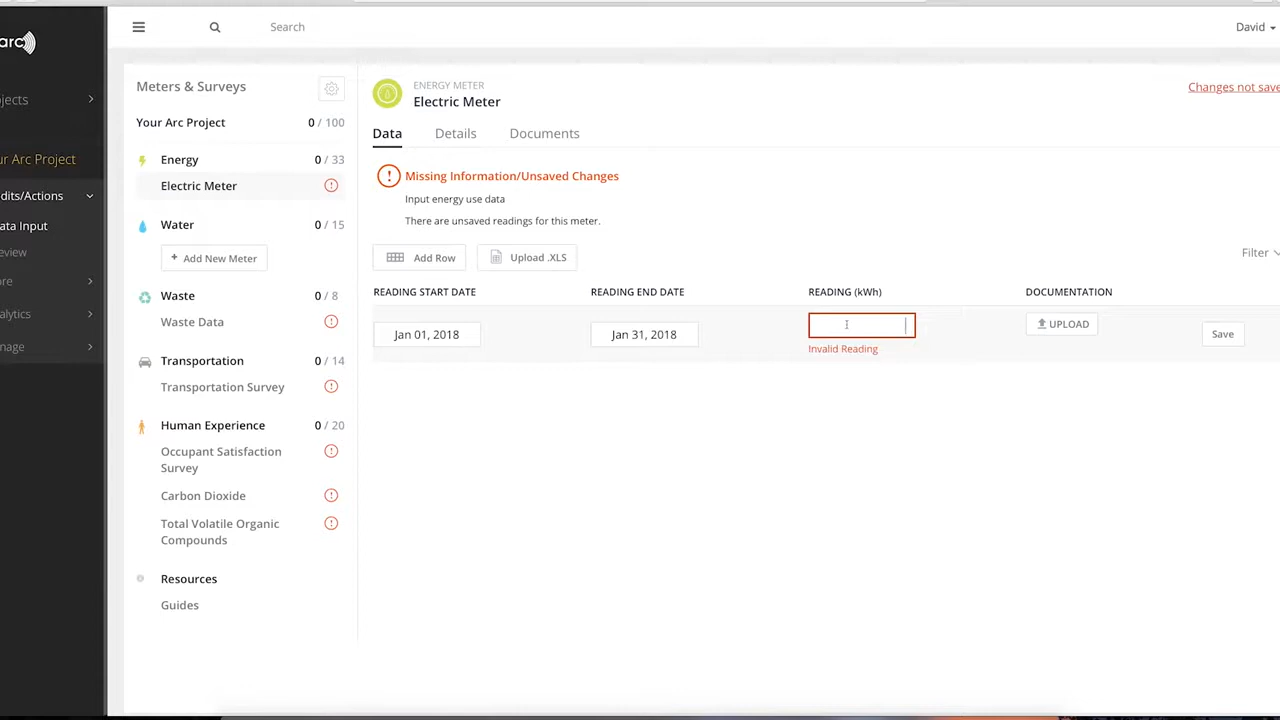 arc
Search
David
jects
ur Arc Project
dits/Actions
ata Input
eview
ore
alytics
nage
Meters & Surveys
Your Arc Project 0 / 100
Energy 0 / 33
Electric Meter
Water 0 / 15
+ Add New Meter
Waste 0 / 8
Waste Data
Transportation 0 / 14
Transportation Survey
Human Experience 0 / 20
Occupant Satisfaction
Survey
Carbon Dioxide
Total Volatile Organic
Compounds
Resources
Guides
ENERGY METER
Electric Meter
Changes not save
Data Details Documents
Missing Information/Unsaved Changes
Input energy use data
There are unsaved readings for this meter.
Add Row Upload .XLS
Filter
READING START DATE READING END DATE READING (kWh) DOCUMENTATION
Jan 01, 2018 Jan 31, 2018 UPLOAD Save
Invalid Reading